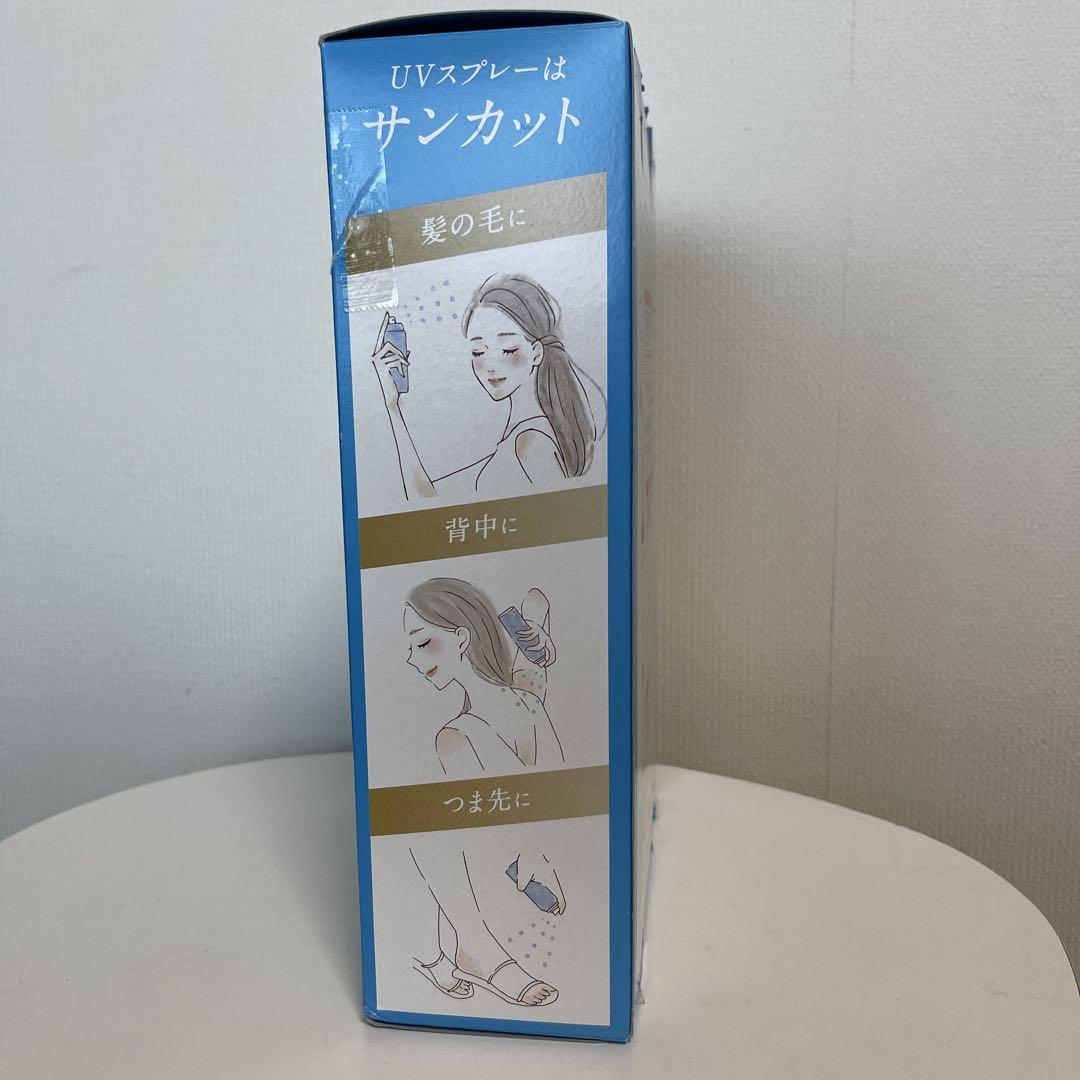 UVスプレーは
サンカット
髪の毛に
背中に
つま先に